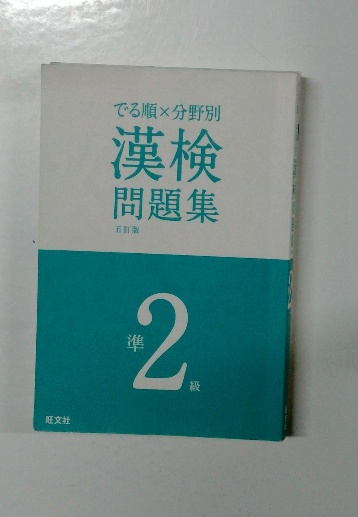 でる順×分野別
漢検
問題集
五訂版
準2級
旺文社